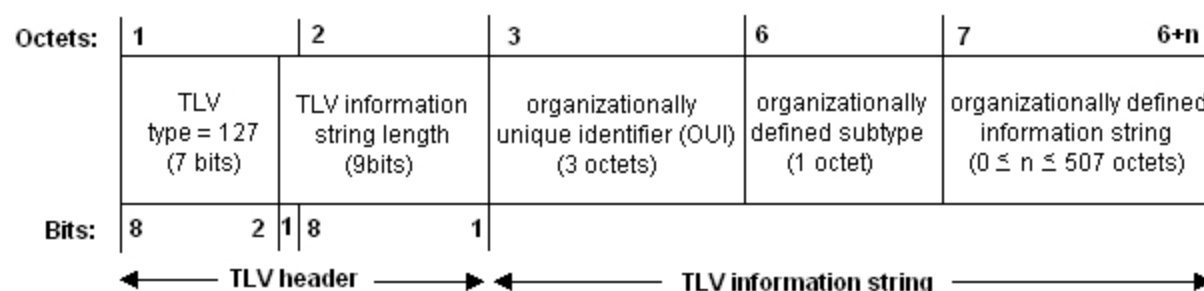 Octets: 1 2 3 6 7 6+n
TLV
type = 127
(7 bits)
TLV information
string length
(9bits)
organizationally
unique identifier (OUI)
(3 octets)
organizationally
defined subtype
(1 octet)
organizationally defined
information string
(0 ≤ n ≤ 507 octets)
Bits: 8 2 1 8 1
TLV header TLV information string